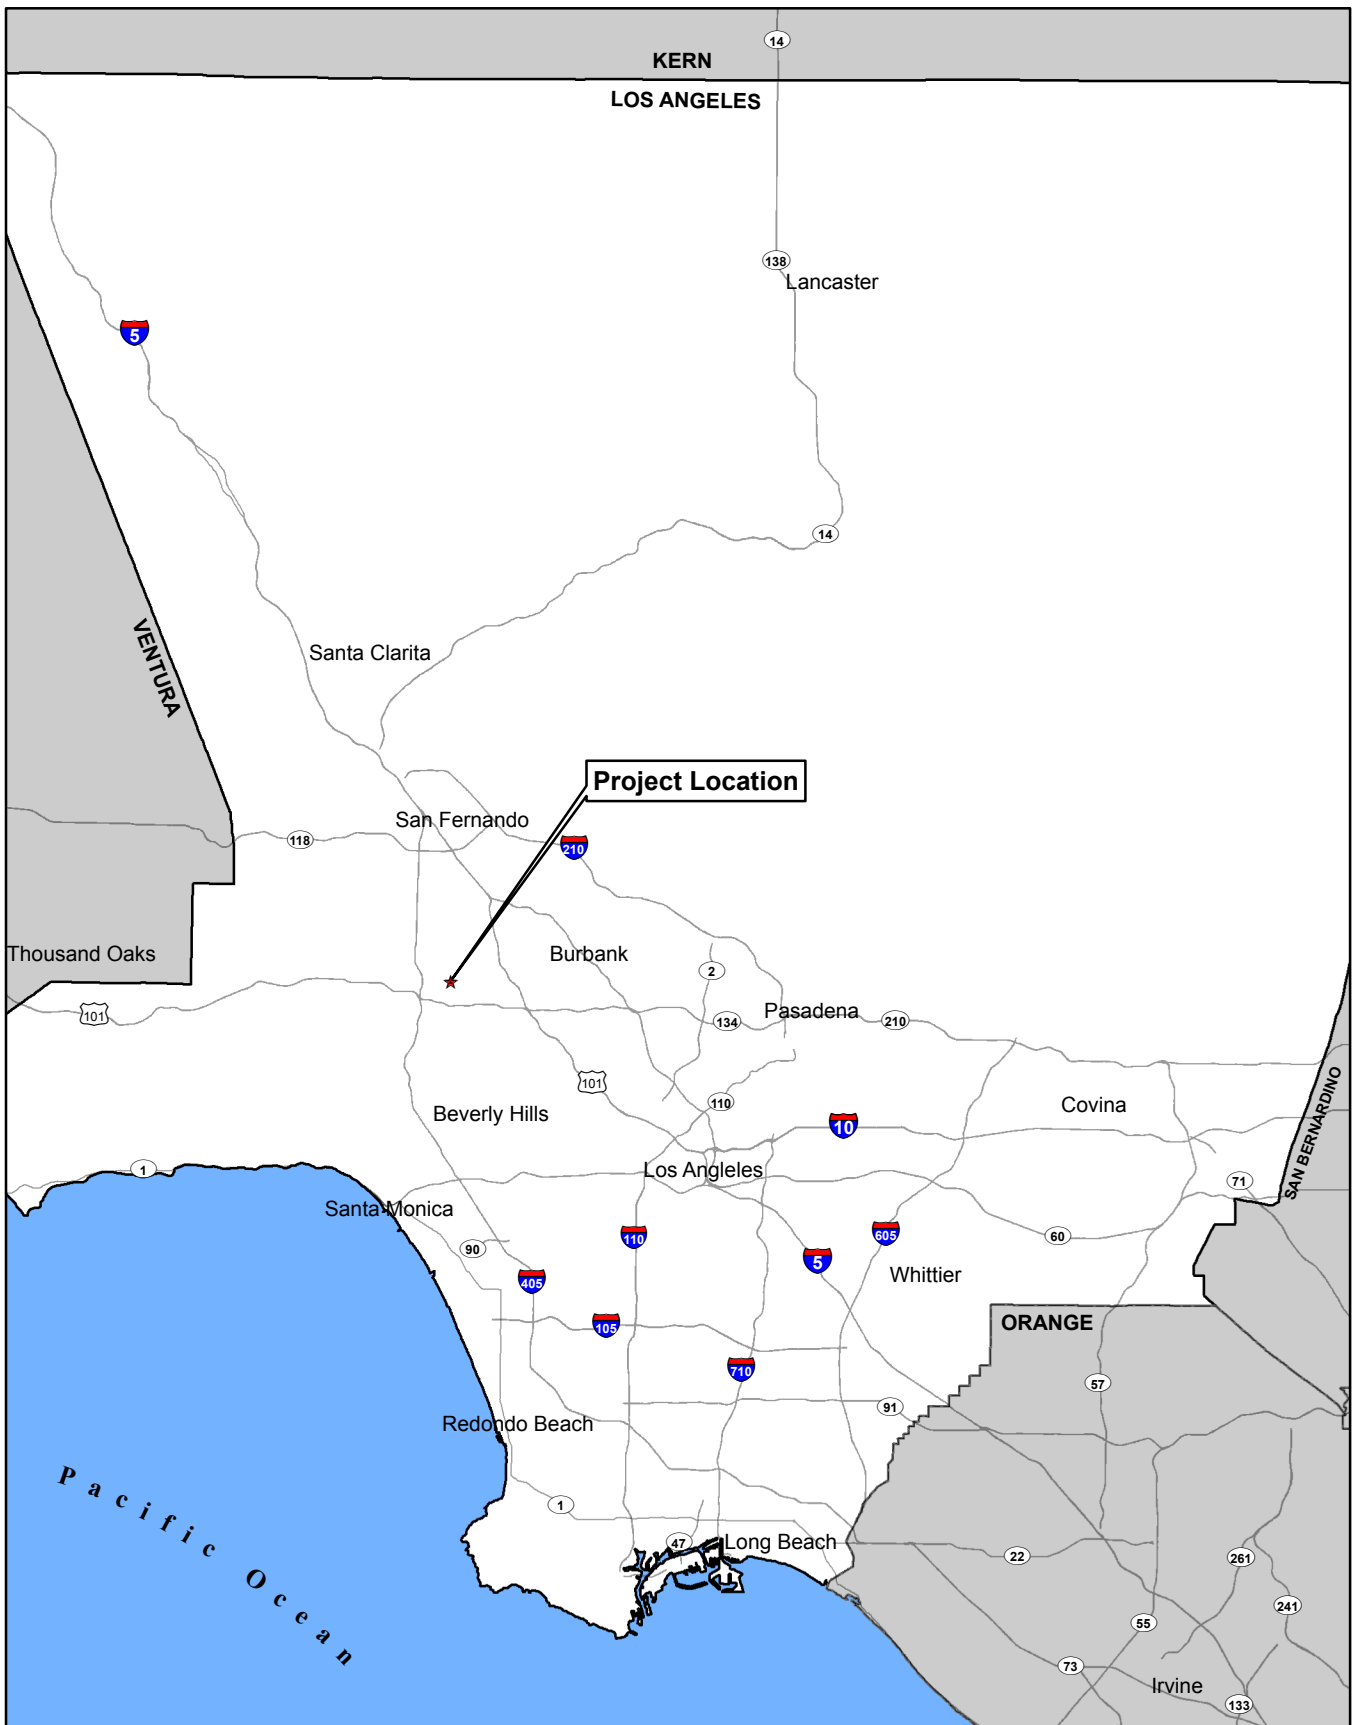 14
KERN
LOS ANGELES
138
Lancaster
5
14
VENTURA
Santa Clarita
Project Location
San Fernando
118
210
Thousand Oaks
Burbank
2
101
134
Pasadena
210
101
110
Beverly Hills
10
Covina
SAN BERNARDINO
1
Los Angleles
71
Santa Monica
90
110
605
60
5
Whittier
405
105
ORANGE
710
57
91
Redondo Beach
Pacific Ocean
1
47
Long Beach
22
261
241
55
73
Irvine
133